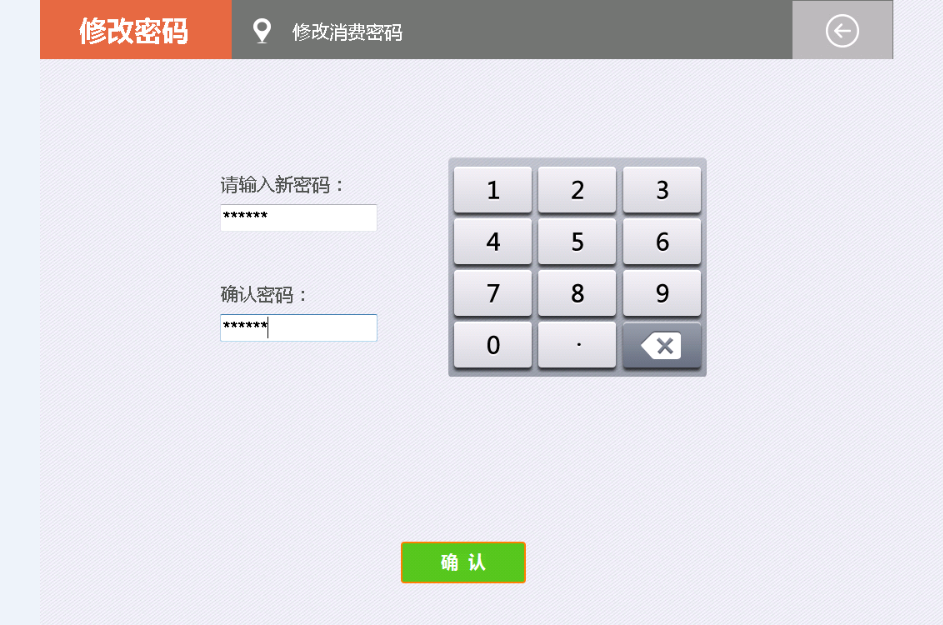 修改密码
修改消费密码
请输入新密码：
******
确认密码：
******
1 2 3
4 5 6
7 8 9
0 ·
确 认